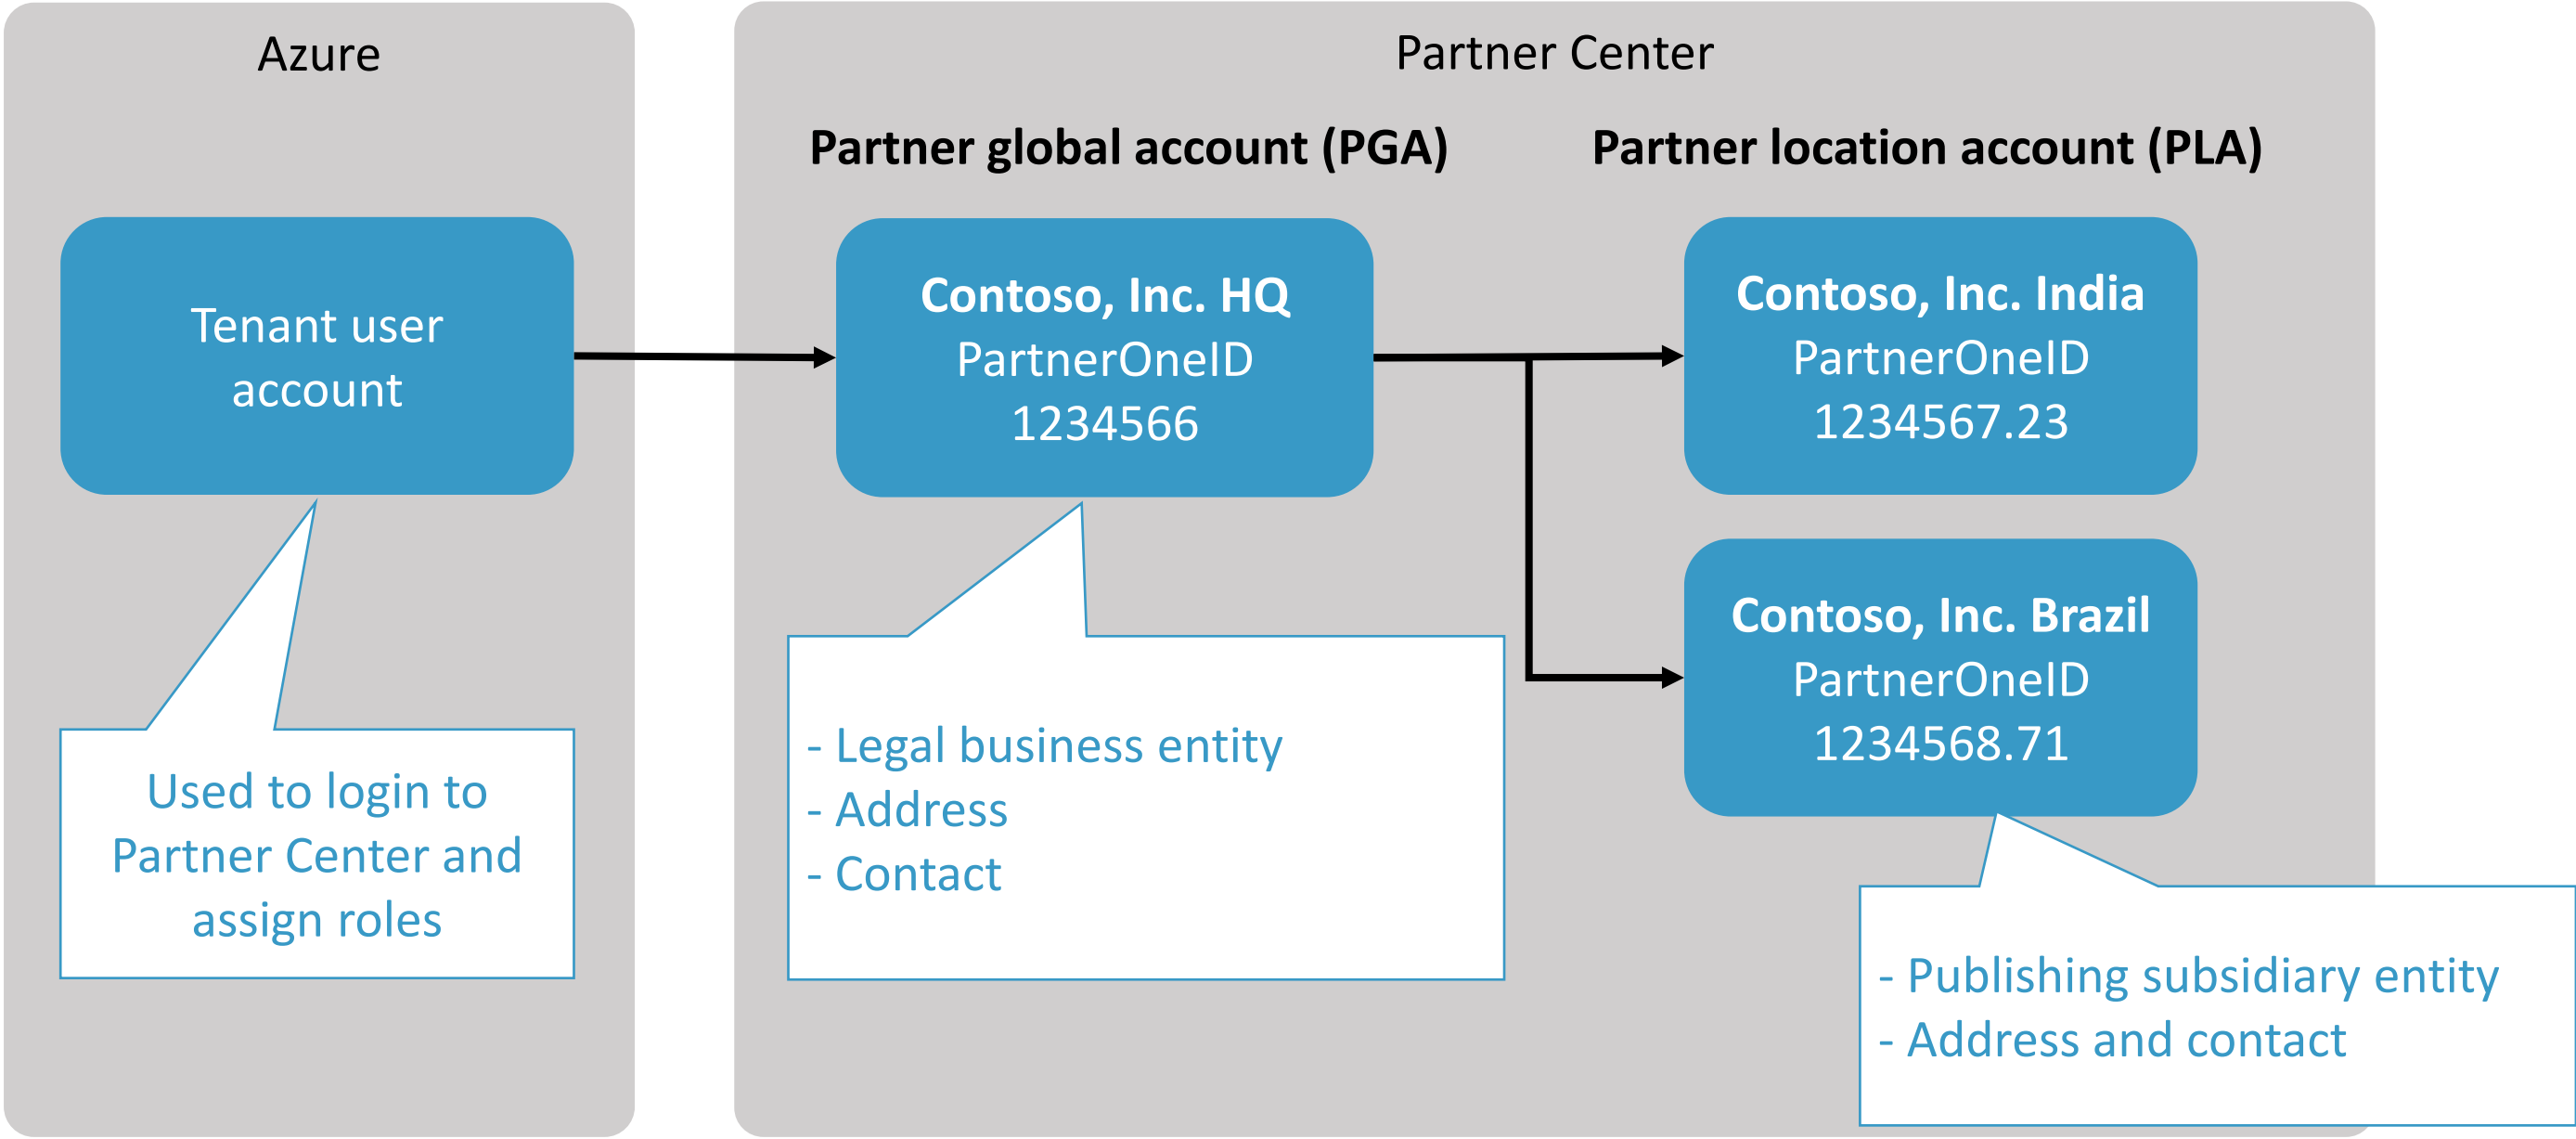 Azure
Tenant user
account
Used to login to
Partner Center and
assign roles
Partner Center
Partner global account (PGA)
Contoso, Inc. HQ
PartnerOneID
1234566
- Legal business entity
- Address
- Contact
Partner location account (PLA)
Contoso, Inc. India
PartnerOneID
1234567.23
Contoso, Inc. Brazil
PartnerOneID
1234568.71
- Publishing subsidiary entity
- Address and contact